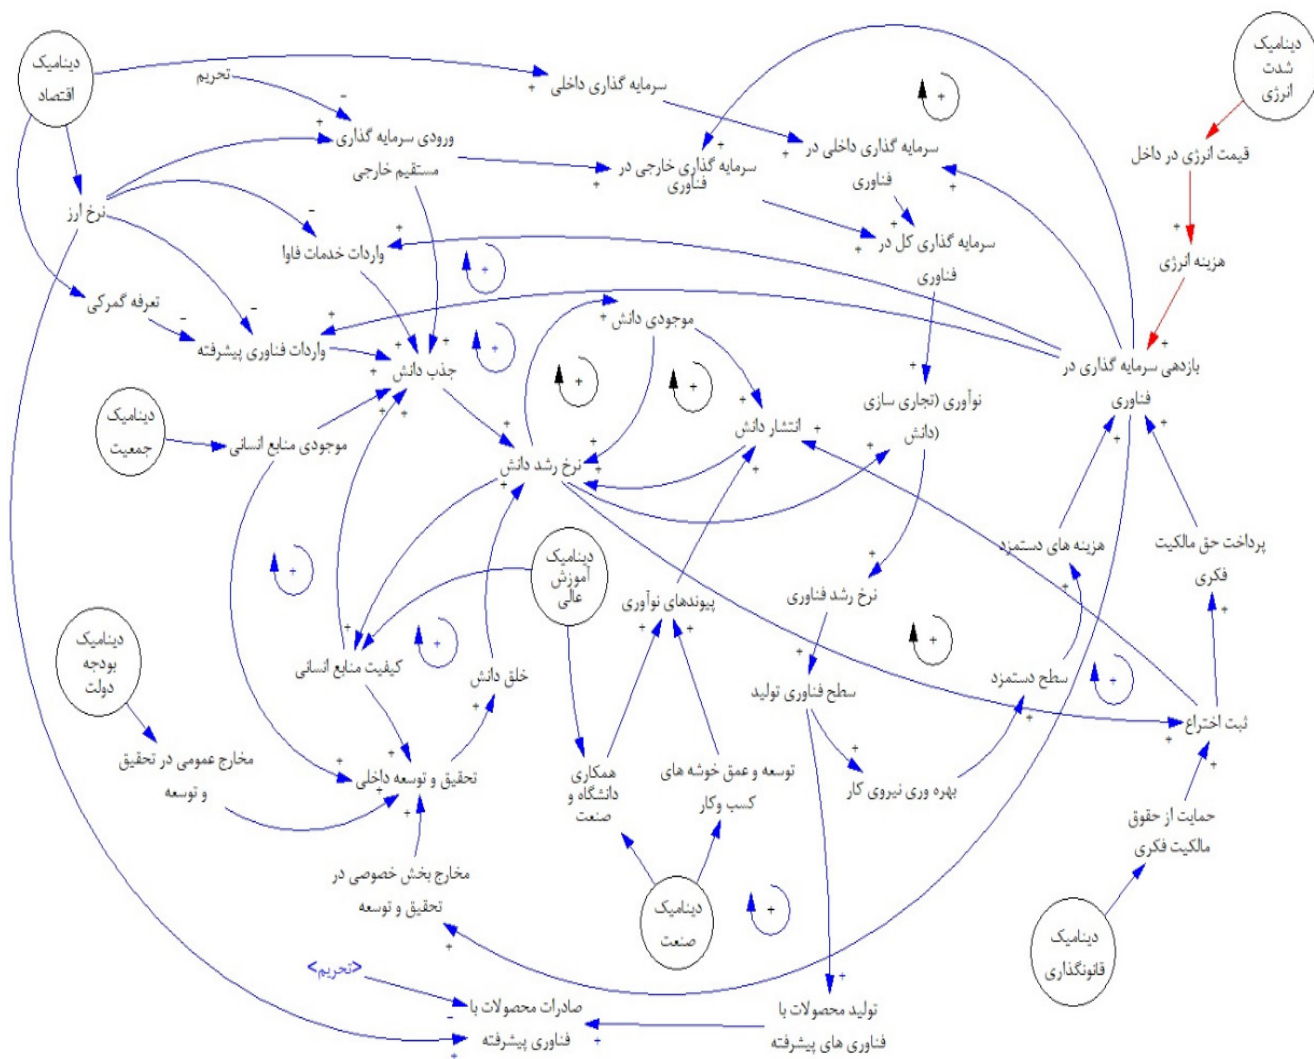 دینامیک
اقتصاد
تحریم
سرمایه گذاری داخلی
دینامیک
شدت
انرژی
ورودی سرمایه گذاری
مستقیم خارجی
سرمایه گذاری خارجی در
فناوری
سرمایه گذاری داخلی در
فناوری
قیمت انرژی در داخل
نرخ ارز
واردات خدمات فاوا
سرمایه گذاری کل در
فناوری
هزینه انرژی
تعرفه گمرکی
واردات فناوری پیشرفته
موجودی دانش
جذب دانش
بازدهی سرمایه گذاری در
فناوری
نوآوری (تجاری سازی
دانش)
دینامیک
جمعیت
موجودی منابع انسانی
انتشار دانش
نرخ رشد دانش
دینامیک
آموزش
عالی
هزینه های دستمزد
پرداخت حق مالکیت
فکری
پیوندهای نوآوری
نرخ رشد فناوری
دینامیک
بودجه
دولت
کیفیت منابع انسانی
خلق دانش
سطح فناوری تولید
سطح دستمزد
ثبت اختراع
مخارج عمومی در تحقیق
و توسعه
تحقیق و توسعه داخلی
همکاری
دانشگاه و
صنعت
توسعه و عمق خوشه های
کسب وکار
بهره وری نیروی کار
حمایت از حقوق
مالکیت فکری
مخارج بخش خصوصی در
تحقیق و توسعه
دینامیک
صنعت
دینامیک
قانونگذاری
<تحریم>
صادرات محصولات با
فناوری پیشرفته
تولید محصولات با
فناوری های پیشرفته